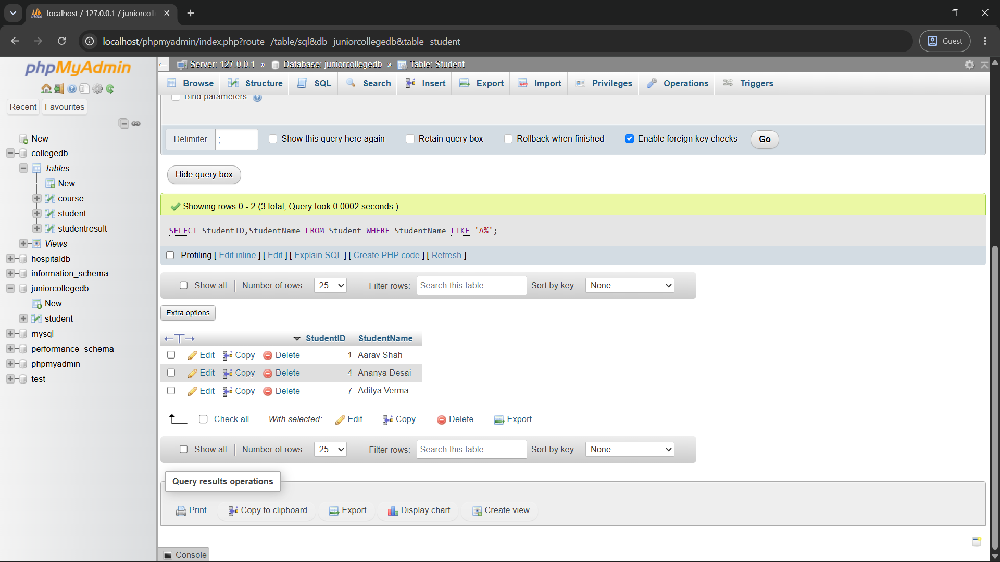 localhost / 127.0.0.1 / juniorcoll
localhost/phpmyadmin/index.php?route=/table/sql&db=juniorcollegedb&table=student
Guest
phpMyAdmin
Recent
Favourites
New
collegedb
Tables
New
course
student
studentresult
Views
hospitaldb
information_schema
juniorcollegedb
New
student
mysql
performance_schema
phpmyadmin
test
Server: 127.0.0.1 » Database: juniorcollegedb » Table: Student
Browse Structure SQL Search Insert Export Import Privileges Operations Triggers
Bind parameters
Delimiter ; Show this query here again Retain query box Rollback when finished Enable foreign key checks Go
Hide query box
Showing rows 0 - 2 (3 total, Query took 0.0002 seconds.)
SELECT StudentID,StudentName FROM Student WHERE StudentName LIKE 'A%';
Profiling [ Edit inline ] [ Edit ] [ Explain SQL ] [ Create PHP code ] [ Refresh ]
Show all | Number of rows: 25 Filter rows: Search this table Sort by key: None
Extra options
StudentID StudentName
Edit Copy Delete 1 Aarav Shah
Edit Copy Delete 4 Ananya Desai
Edit Copy Delete 7 Aditya Verma
Check all With selected: Edit Copy Delete Export
Show all | Number of rows: 25 Filter rows: Search this table Sort by key: None
Query results operations
Print Copy to clipboard Export Display chart Create view
Console